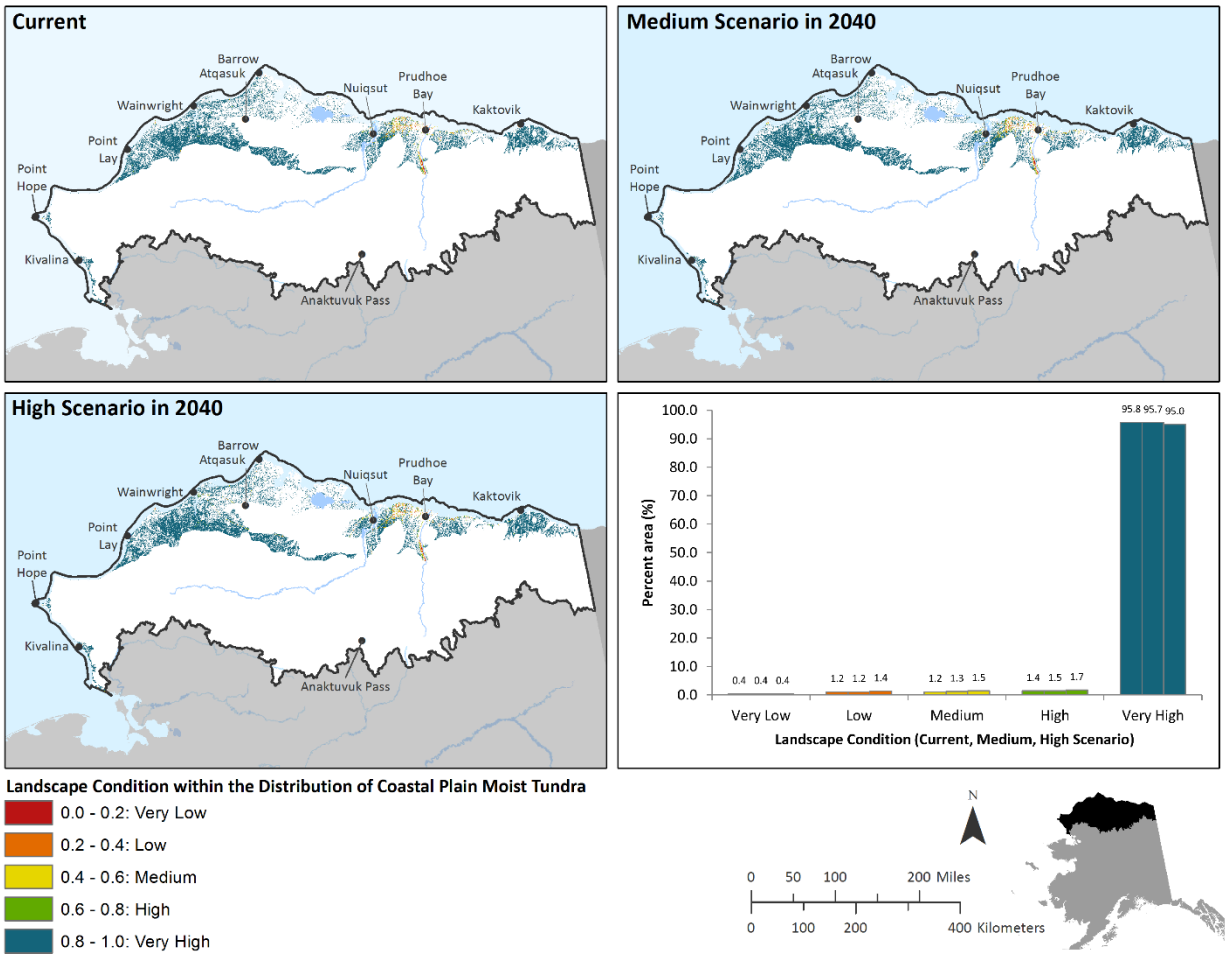 Current
Barrow
Atqasuk
Wainwright
Nuiqsut
Prudhoe
Bay
Kaktovik
Point
Lay
Point
Hope
Kivalina
Anaktuvuk Pass
Medium Scenario in 2040
Barrow
Atqasuk
Wainwright
Nuiqsut
Prudhoe
Bay
Kaktovik
Point
Lay
Point
Hope
Kivalina
Anaktuvuk Pass
High Scenario in 2040
Barrow
Atqasuk
Wainwright
Nuiqsut
Prudhoe
Bay
Kaktovik
Point
Lay
Point
Hope
Kivalina
Anaktuvuk Pass
Percent area (%)
100.0
90.0
80.0
70.0
60.0
50.0
40.0
30.0
20.0
10.0
0.0
0.4 0.4 0.4
1.2 1.2 1.4
1.2 1.3 1.5
1.4 1.5 1.7
95.8 95.7 95.0
Very Low Low Medium High Very High
Landscape Condition (Current, Medium, High Scenario)
Landscape Condition within the Distribution of Coastal Plain Moist Tundra
0.0 - 0.2: Very Low
0.2 - 0.4: Low
0.4 - 0.6: Medium
0.6 - 0.8: High
0.8 - 1.0: Very High
N
0 50 100 200 Miles
0 100 200 400 Kilometers